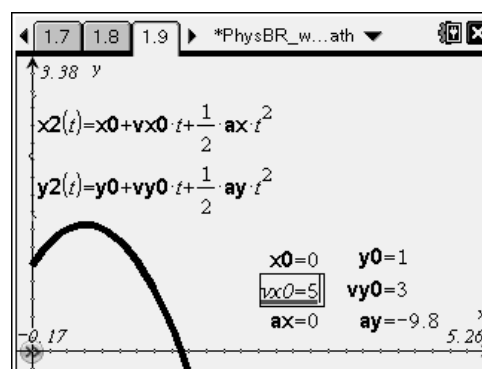 1.7 1.8 1.9 *PhysBR_w...ath
3.38 y
x2(t)=x0+vx0·t+1/2·ax·t²
y2(t)=y0+vy0·t+1/2·ay·t²
x0=0 y0=1
vx0=5 vy0=3
ax=0 ay=-9.8
x
-0.17 5.26